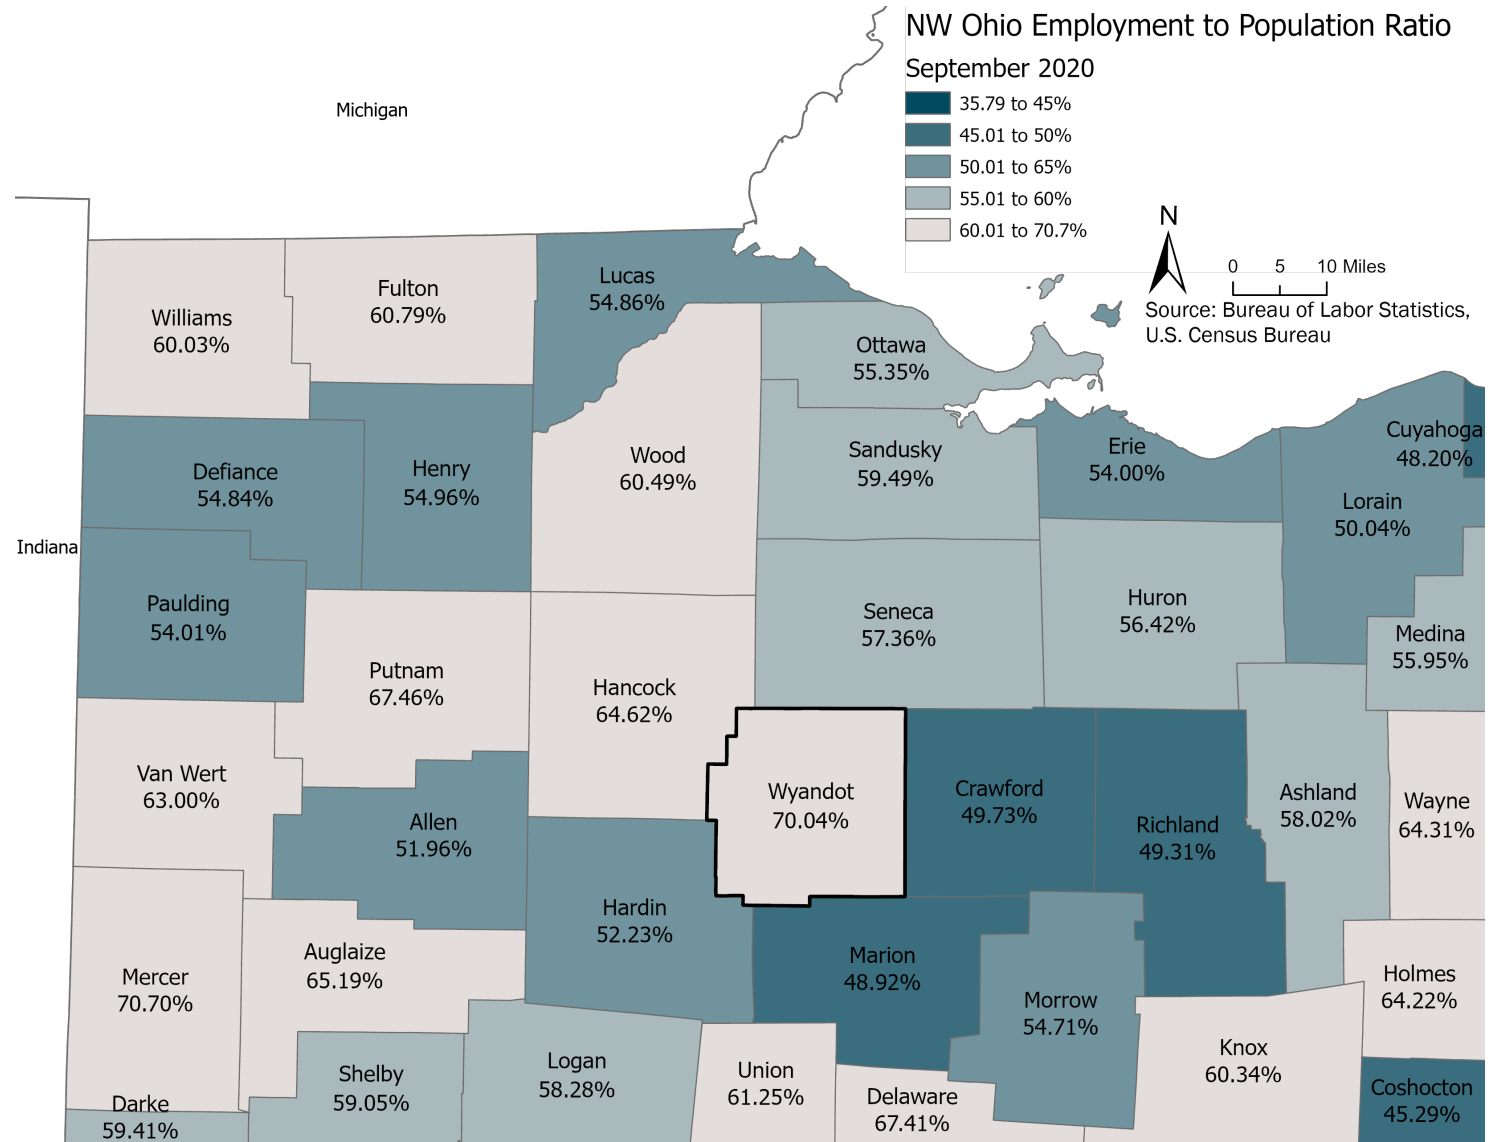 NW Ohio Employment to Population Ratio
September 2020
35.79 to 45%
45.01 to 50%
50.01 to 65%
55.01 to 60%
60.01 to 70.7%
N
0 5 10 Miles
Source: Bureau of Labor Statistics,
U.S. Census Bureau
Michigan
Indiana
Williams
60.03%
Fulton
60.79%
Lucas
54.86%
Ottawa
55.35%
Wood
60.49%
Sandusky
59.49%
Erie
54.00%
Cuyahoga
48.20%
Lorain
50.04%
Defiance
54.84%
Henry
54.96%
Paulding
54.01%
Seneca
57.36%
Huron
56.42%
Medina
55.95%
Putnam
67.46%
Hancock
64.62%
Van Wert
63.00%
Allen
51.96%
Wyandot
70.04%
Crawford
49.73%
Richland
49.31%
Ashland
58.02%
Wayne
64.31%
Hardin
52.23%
Marion
48.92%
Mercer
70.70%
Auglaize
65.19%
Morrow
54.71%
Holmes
64.22%
Knox
60.34%
Shelby
59.05%
Logan
58.28%
Union
61.25%
Delaware
67.41%
Coshocton
45.29%
Darke
59.41%